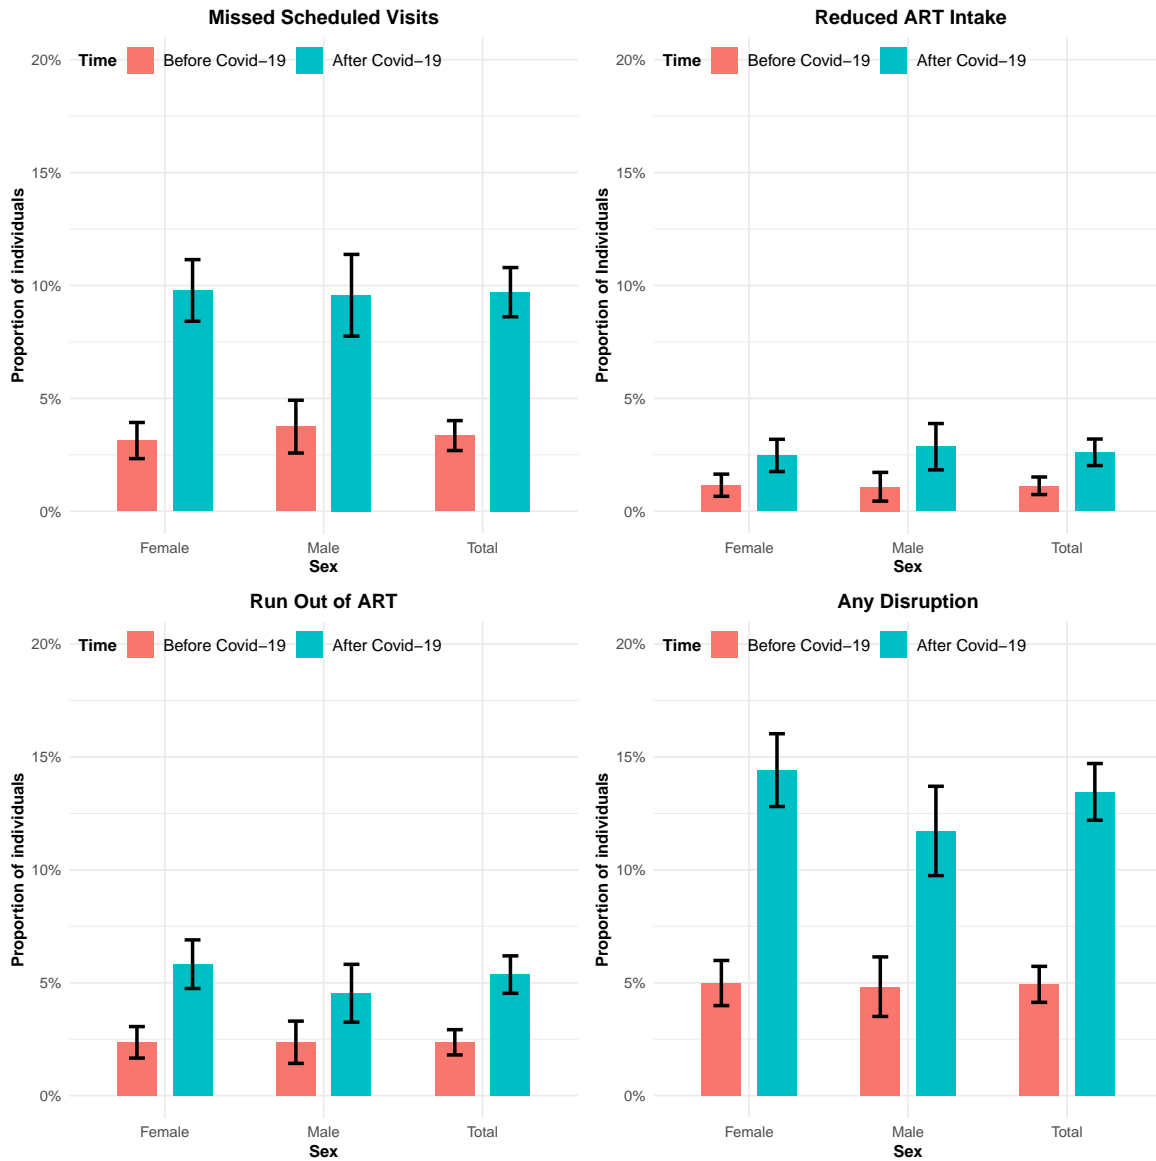 Missed Scheduled Visits
Time Before Covid−19 After Covid−19
20%
15%
10%
5%
0%
Proportion of individuals
Female Male Total
Sex
Reduced ART Intake
Time Before Covid−19 After Covid−19
20%
15%
10%
5%
0%
Proportion of Individuals
Female Male Total
Sex
Run Out of ART
Time Before Covid−19 After Covid−19
20%
15%
10%
5%
0%
Proportion of individuals
Female Male Total
Sex
Any Disruption
Time Before Covid−19 After Covid−19
20%
15%
10%
5%
0%
Proportion of individuals
Female Male Total
Sex